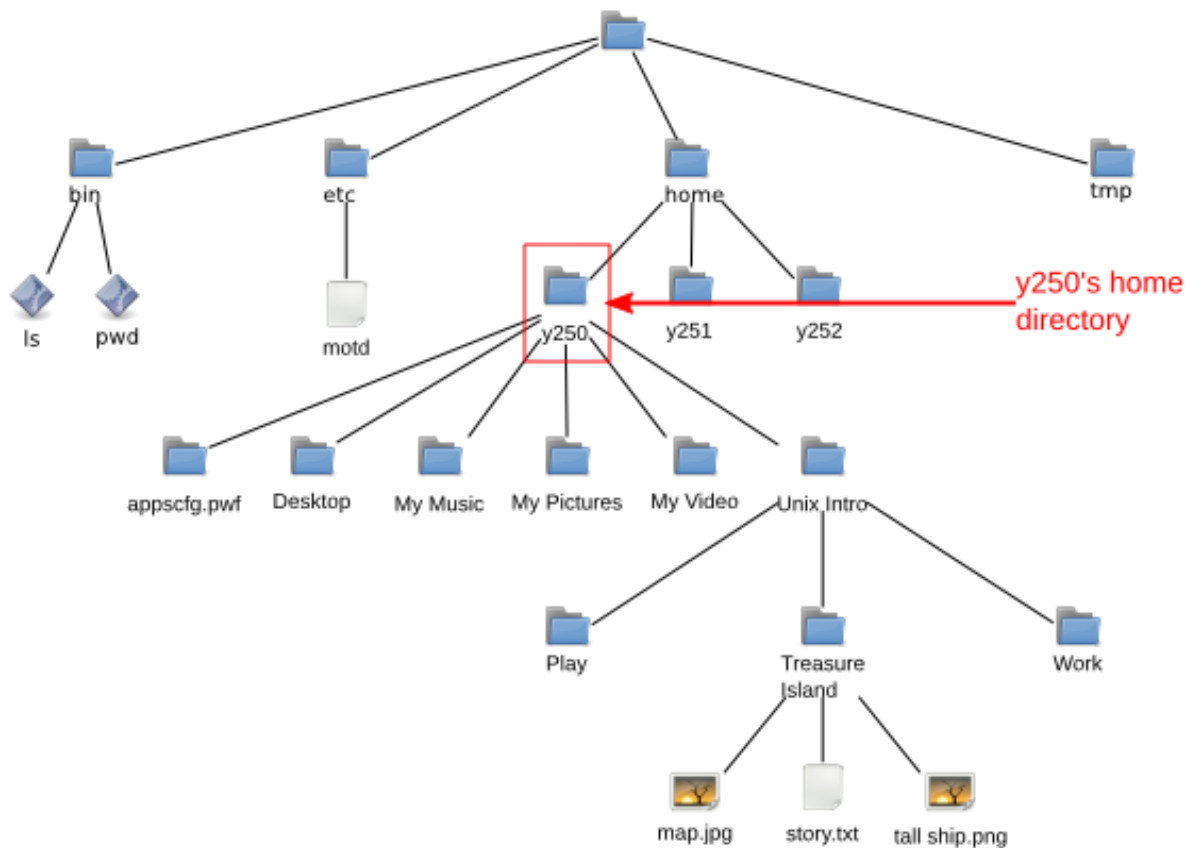 bin
etc
home
tmp
y250's home
directory
ls
pwd
motd
y250
y251
y252
appscfg.pwf
Desktop
My Music
My Pictures
My Video
Unix Intro
Play
Treasure
Island
Work
map.jpg
story.txt
tall ship.png